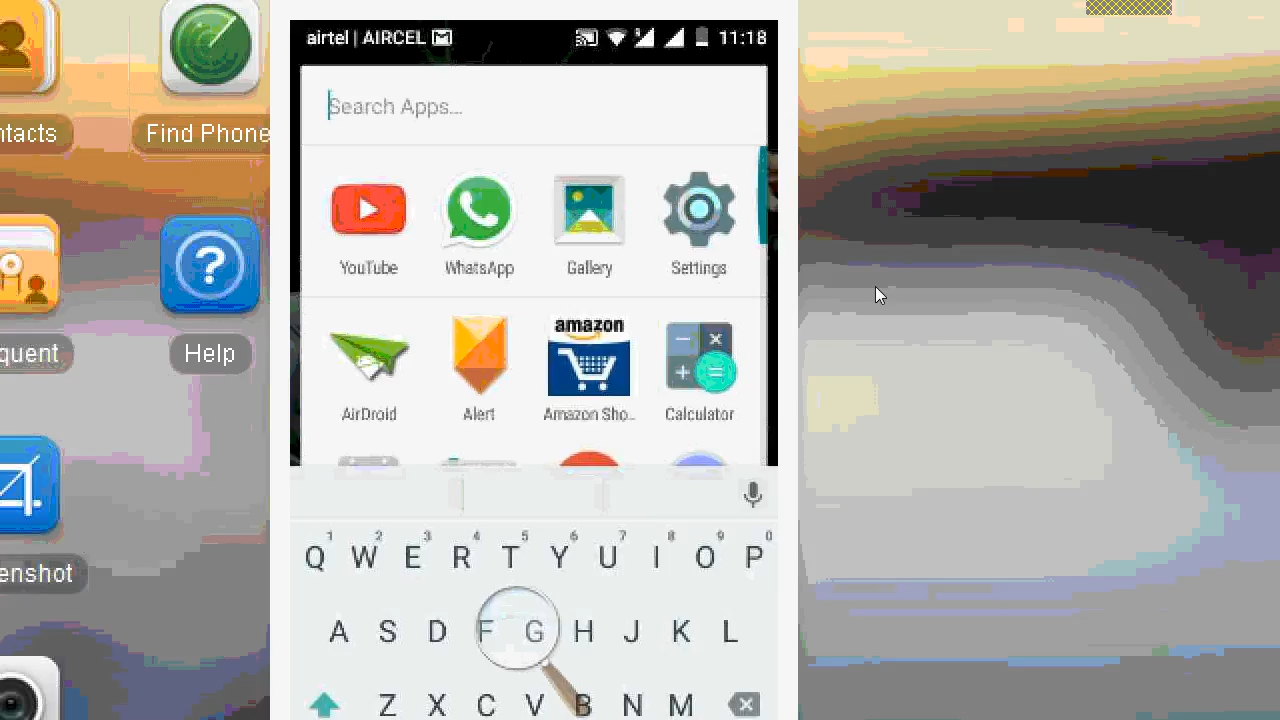 airtel | AIRCEL 11:18
Search Apps...
ntacts Find Phone
YouTube WhatsApp Gallery Settings
quent Help
amazon
AirDroid Alert Amazon Sho.. Calculator
1 2 3 4 5 6 7 8 9 0
Q W E R T Y U I O P
enshot
A S D F G H J K L
Z X C V B N M